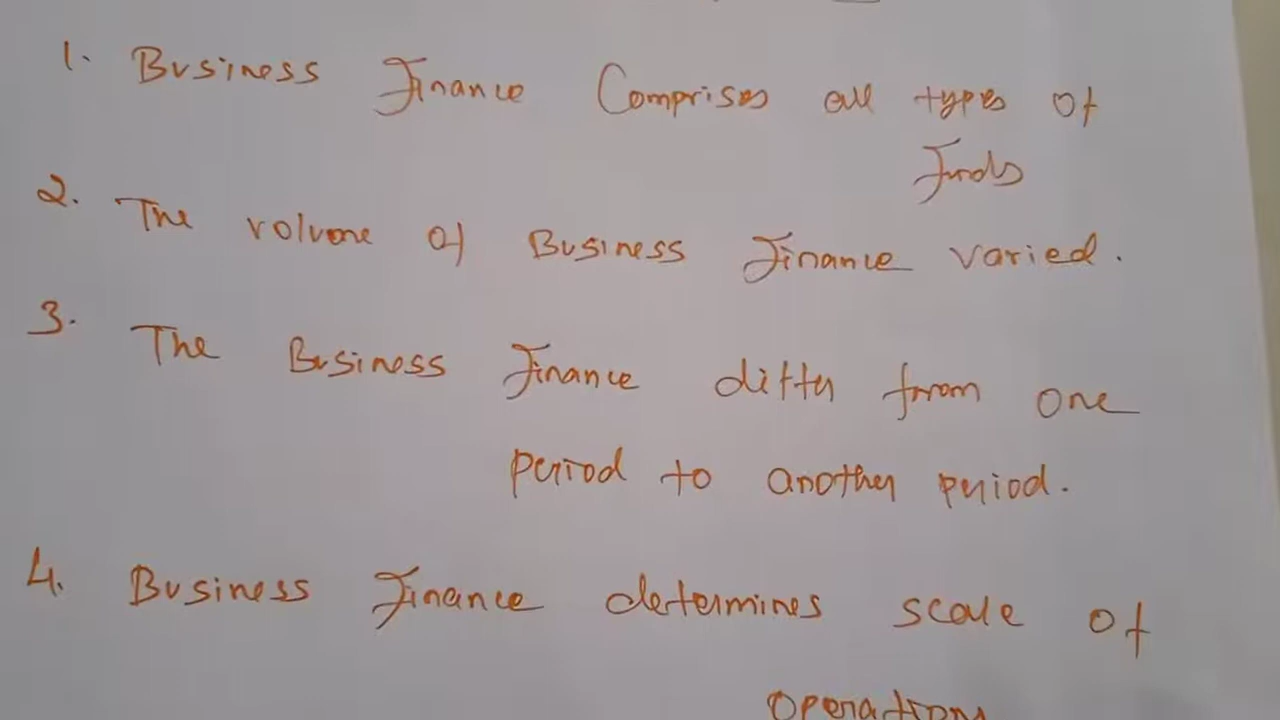 1. Business Finance Comprises all types of
Funds
2. The volume of Business Finance varied.
3. The Business Finance differ from one
period to another period.
4. Business Finance determines scale of
operations